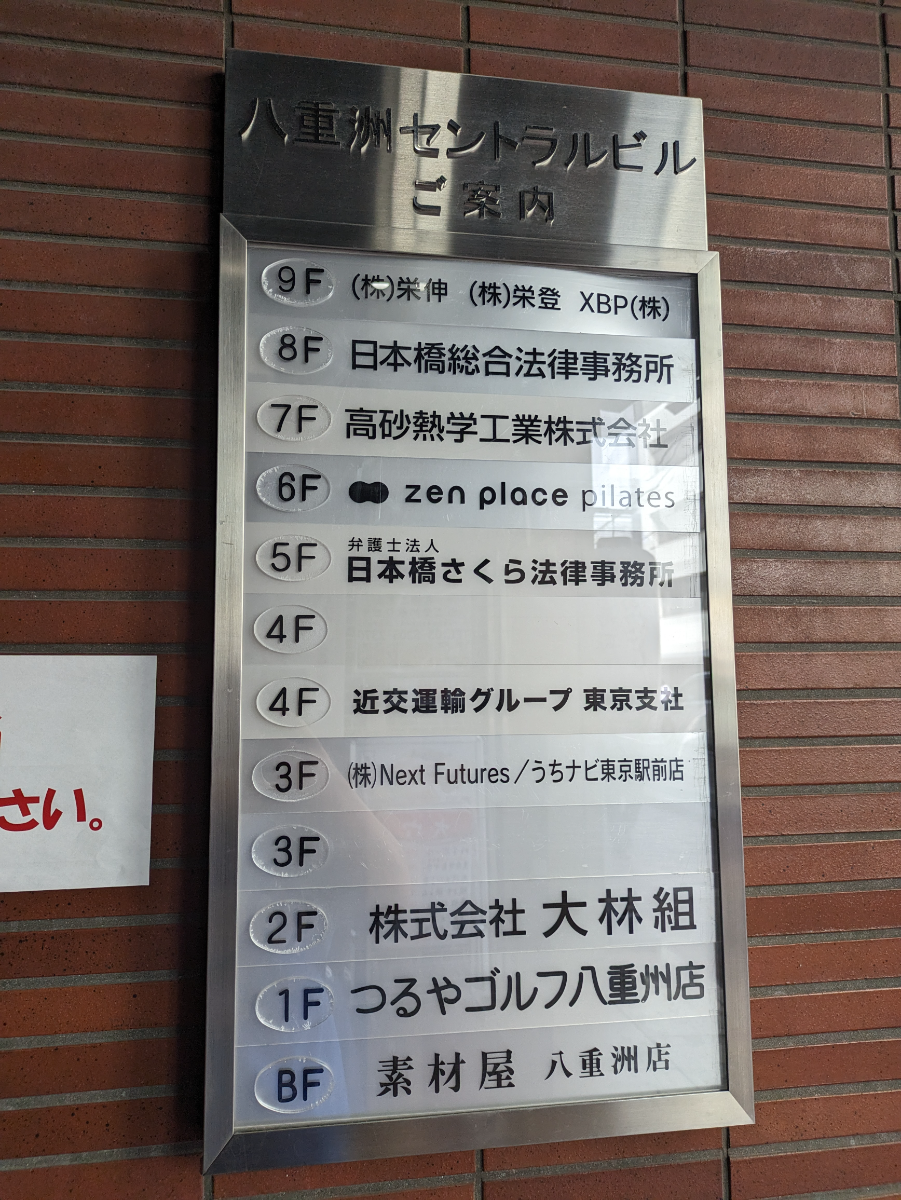 八重洲センントラルビル
ご案内
9F (株)栄伸 (株)栄登 XBP(株)
8F 日本橋総合法律事務所
7F 高砂熱学工業株式会社
6F zen place pilates
5F 弁護士法人
日本橋さくら法律事務所
4F
4F 近交運輸グループ 東京支社
3F (株)Next Futures/うちナビ東京駅前店
3F
2F 株式会社 大林組
1F つるやゴルフ八重州店
BF 素材屋 八重洲店
さい。